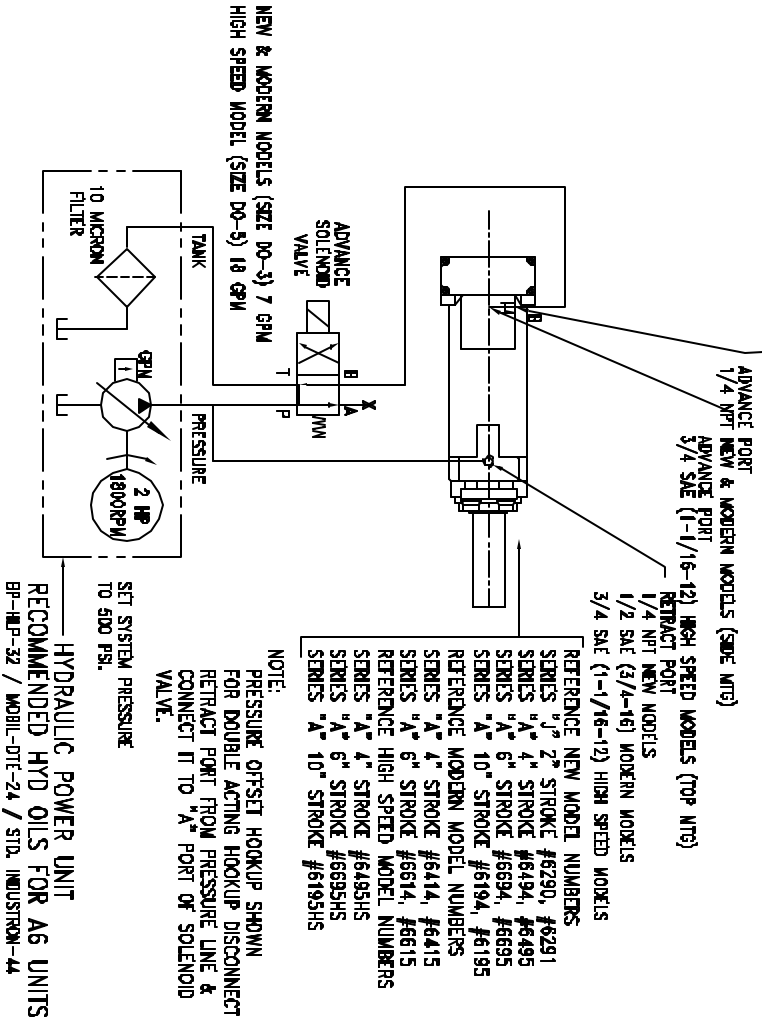 ADVANCE PORT
1/4 NPT NEW & MODERN MODELS (SIDE MTG)
ADVANCE PORT
3/4 SAE (1-1/16-12) HIGH SPEED MODELS (TOP MTG)
RETRACT PORT
1/4 NPT NEW MODELS
1/2 SAE (3/4-16) MODERN MODELS
3/4 SAE (1-1/16-12) HIGH SPEED MODELS
REFERENCE NEW MODEL NUMBERS
SERIES "J" 2" STROKE #6290, #6291
SERIES "A" 4" STROKE #6494, #6495
SERIES "A" 6" STROKE #6694, #6695
SERIES "A" 10" STROKE #6194, #6195
REFERENCE MODERN MODEL NUMBERS
SERIES "A" 4" STROKE #6414, #6415
SERIES "A" 6" STROKE #6614, #6615
REFERENCE HIGH SPEED MODEL NUMBERS
SERIES "A" 4" STROKE #6495HS
SERIES "A" 6" STROKE #6695HS
SERIES "A" 10" STROKE #6195HS
NOTE:
PRESSURE OFFSET HOOKUP SHOWN
FOR DOUBLE ACTING HOOKUP DISCONNECT
RETRACT PORT FROM PRESSURE LINE &
CONNECT IT TO "A" PORT OF SOLENOID
VALVE.
ADVANCE
SOLENOID
VALVE
B
A
X
T
P
H
B
NEW & MODERN MODELS (SIZE DO-3) 7 GPM
HIGH SPEED MODEL (SIZE DO-5) 18 GPM
TANK
PRESSURE
10 MICRON
FILTER
GPM
2 HP
1800RPM
SET SYSTEM PRESSURE
TO 500 PSI.
HYDRAULIC POWER UNIT
RECOMMENDED HYD OILS FOR A6 UNITS
BP-HLP-32 / MOBIL-DTE-24 / STD. INDUSTRON-44